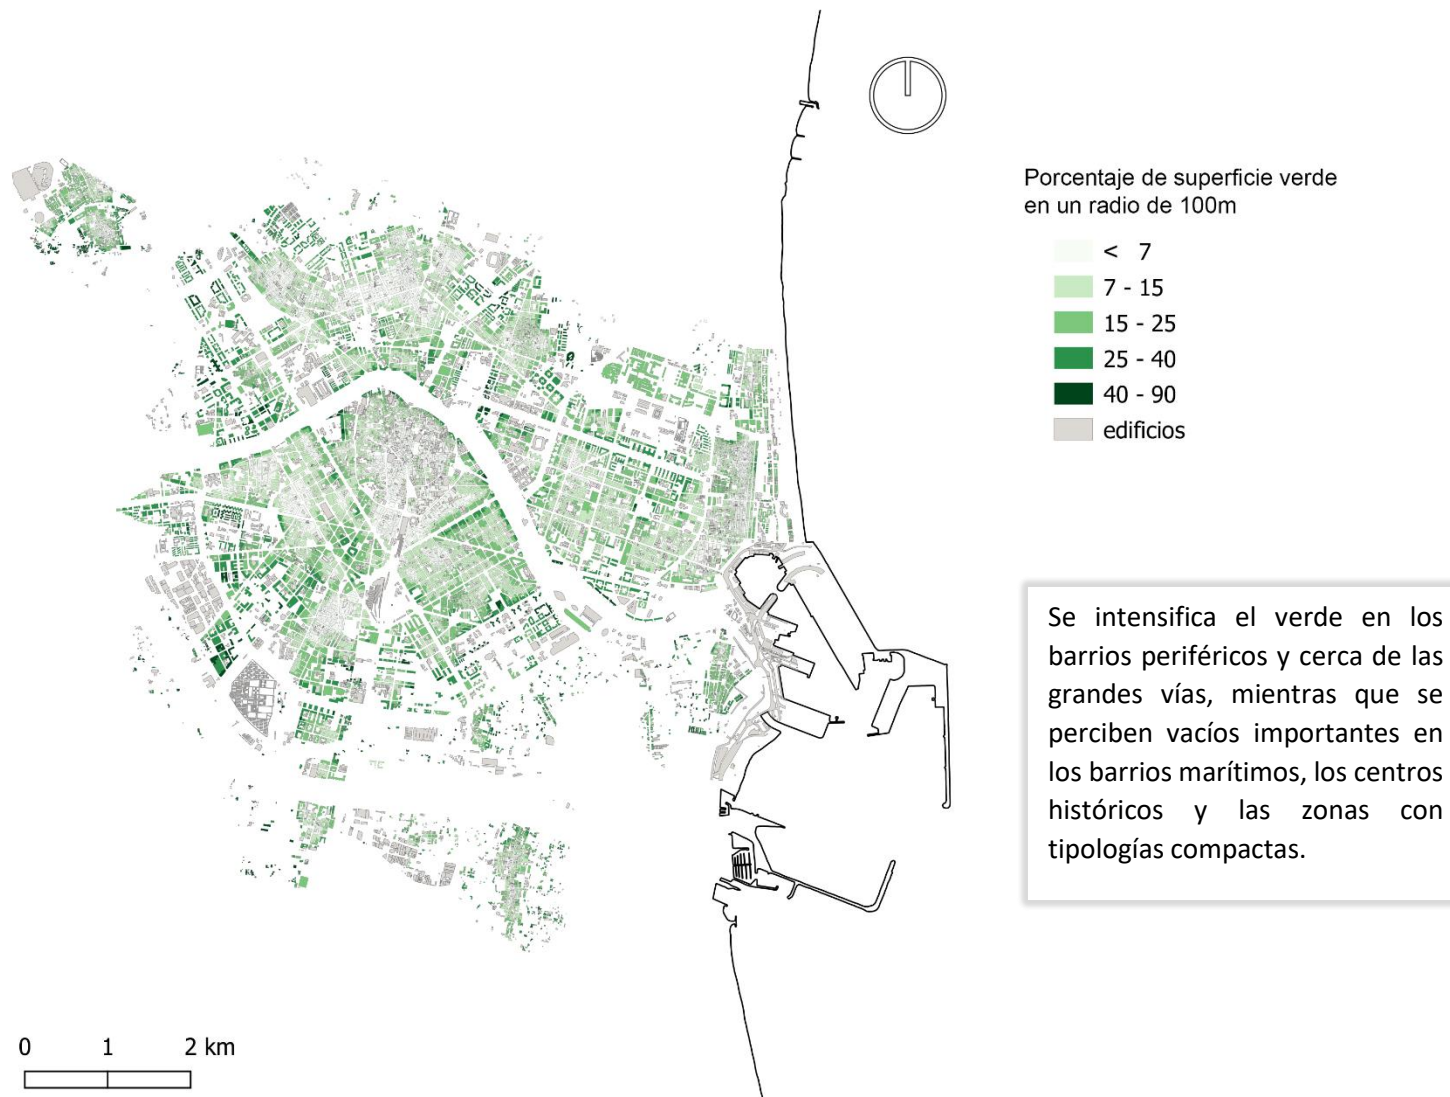 Porcentaje de superficie verde
en un radio de 100m
< 7
7 - 15
15 - 25
25 - 40
40 - 90
edificios
Se intensifica el verde en los
barrios periféricos y cerca de las
grandes vías, mientras que se
perciben vacíos importantes en
los barrios marítimos, los centros
históricos y las zonas con
tipologías compactas.
0 1 2 km